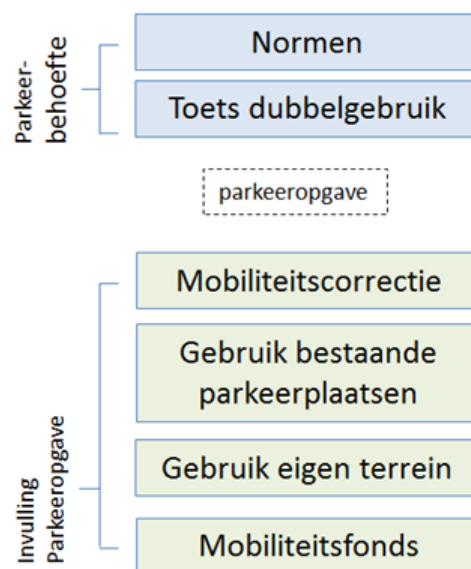 Parkeer-
behoefte
Normen
Toets dubbelgebruik
parkeeropgave
Invulling
Parkeeropgave
Mobiliteitscorrectie
Gebruik bestaande
parkeerplaatsen
Gebruik eigen terrein
Mobiliteitsfonds